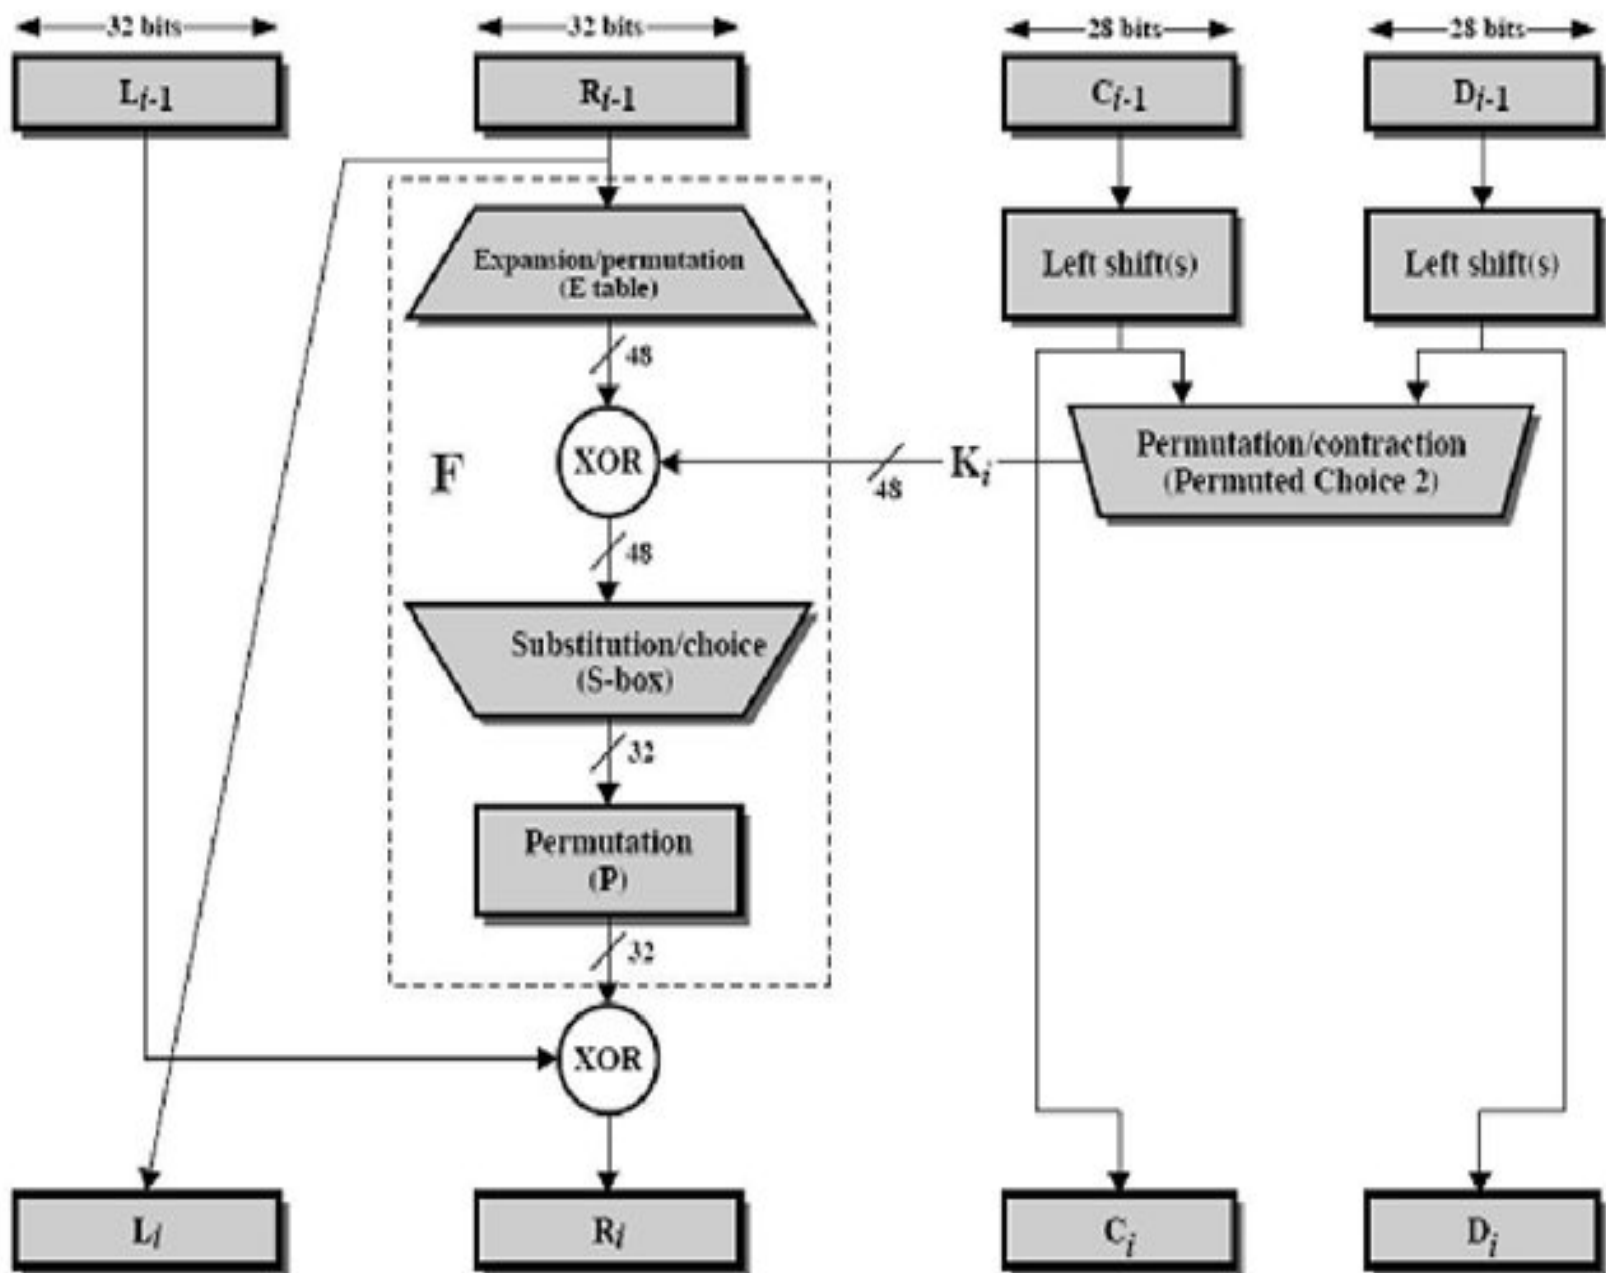 32 bits
32 bits
28 bits
28 bits
Li-1
Ri-1
Ci-1
Di-1
Expansion/permutation
(E table)
Left shift(s)
Left shift(s)
48
F
XOR
48
Ki
Permutation/contraction
(Permuted Choice 2)
48
Substitution/choice
(S-box)
32
Permutation
(P)
32
XOR
Li
Ri
Ci
Di